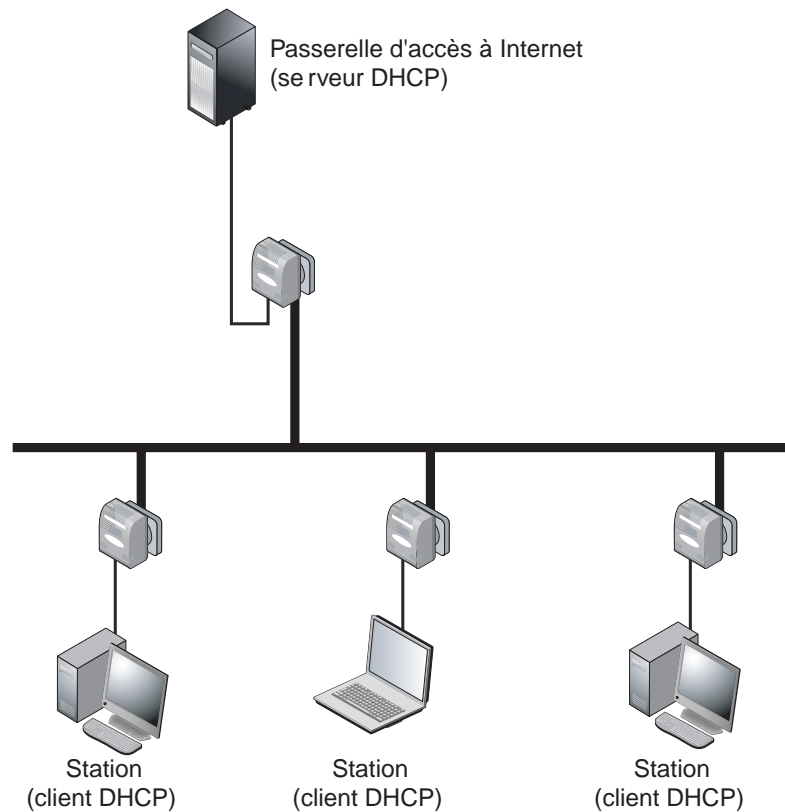 Passerelle d'accès à Internet
(se rveur DHCP)
Station
(client DHCP)
Station
(client DHCP)
Station
(client DHCP)